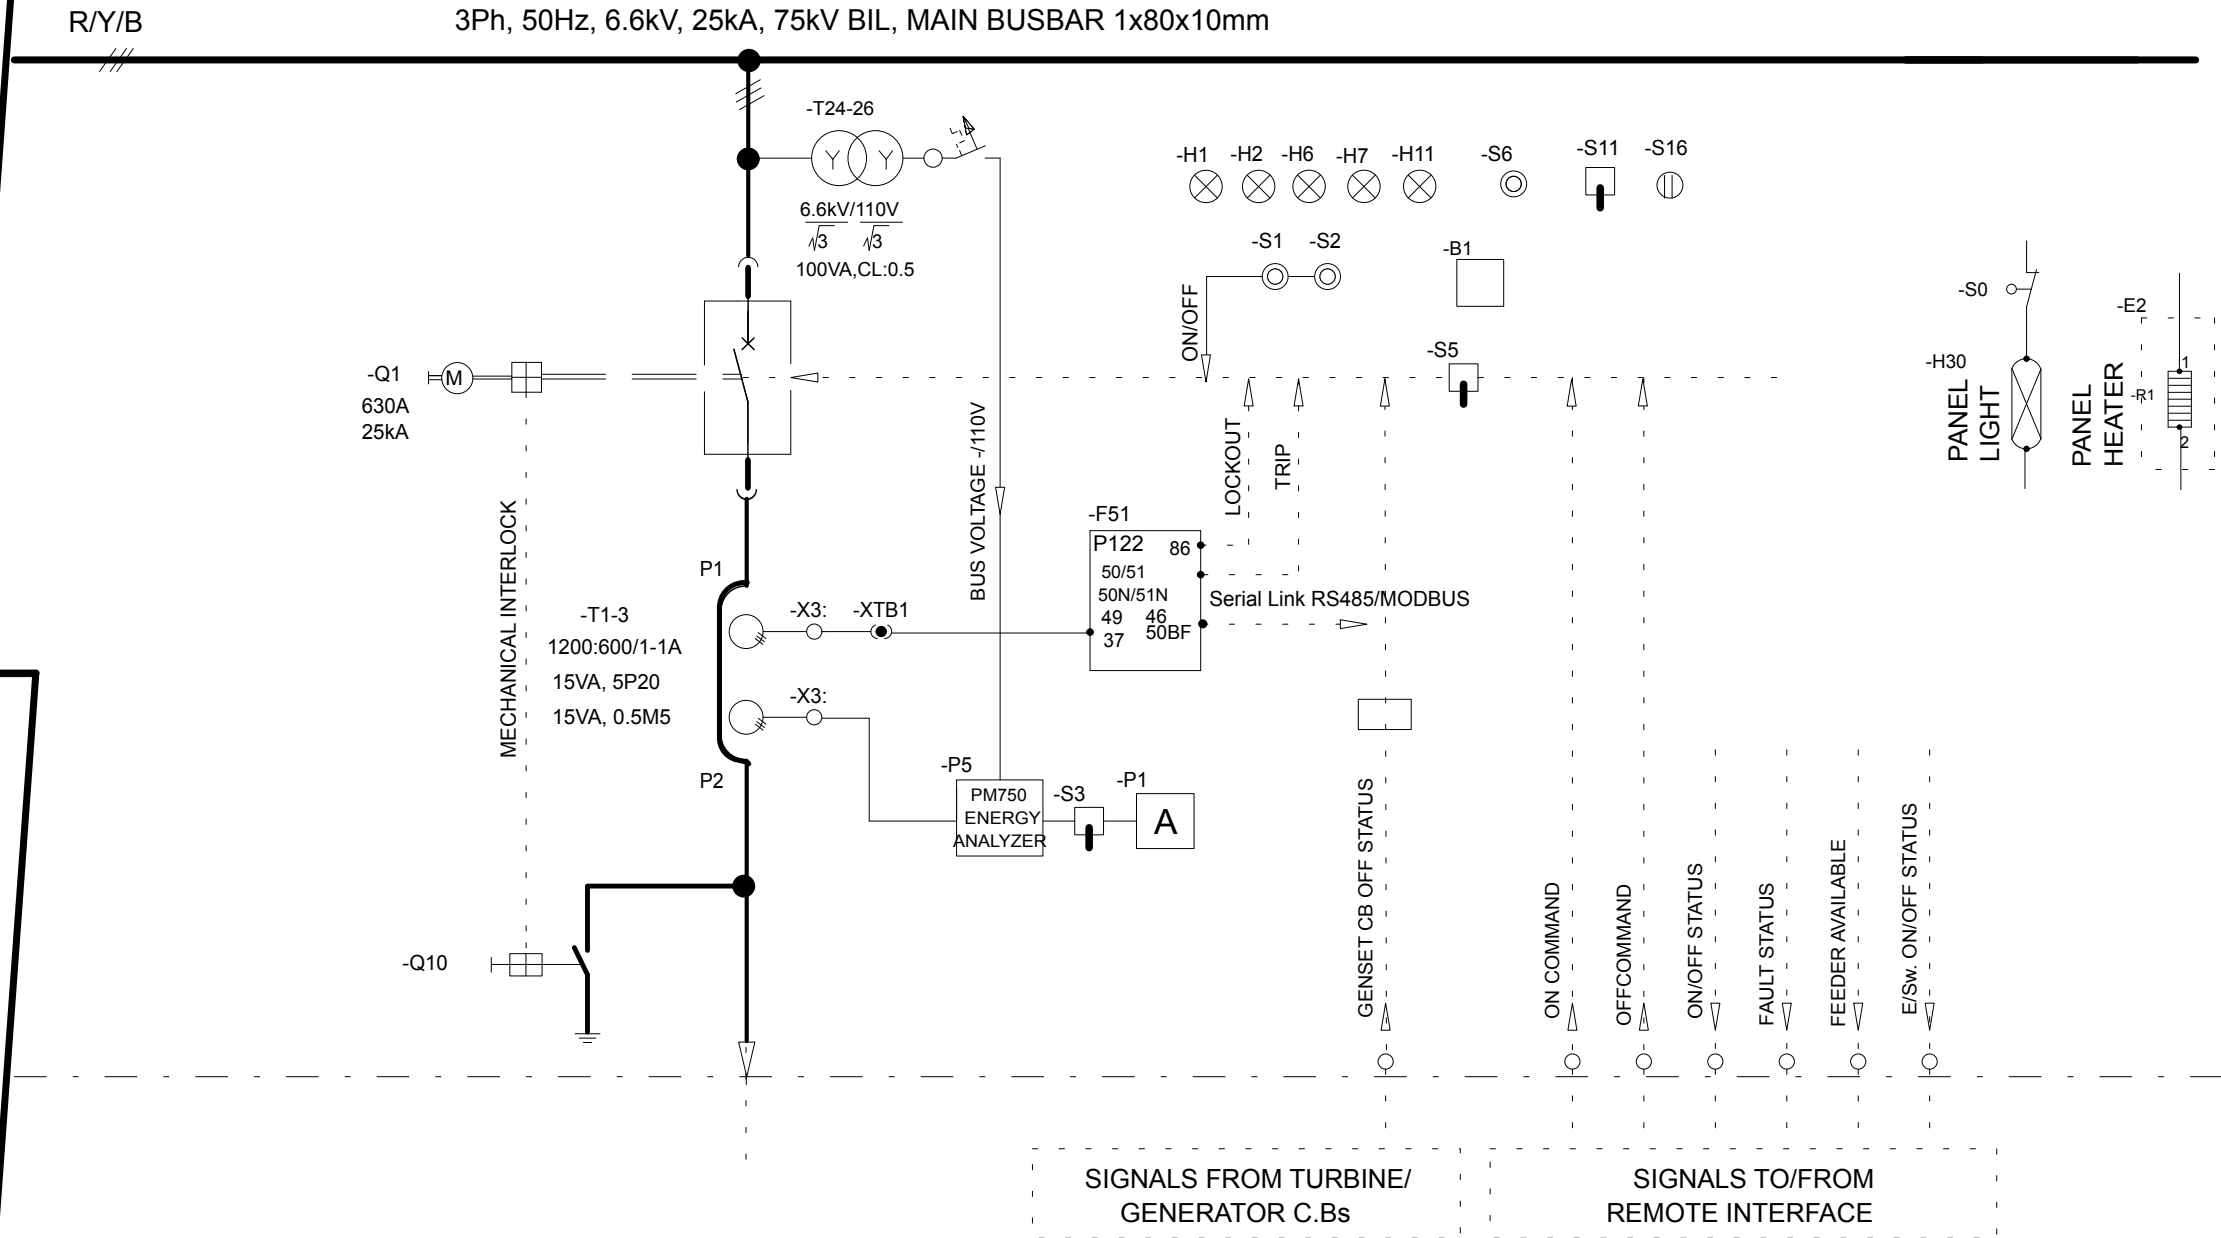 R/Y/B
3Ph, 50Hz, 6.6kV, 25kA, 75kV BIL, MAIN BUSBAR 1x80x10mm
-T24-26
Y Y
6.6kV/110V
√3 √3
100VA,CL:0.5
-H1 -H2 -H6 -H7 -H11 -S6 -S11 -S16
-S1 -S2
-B1
ON/OFF
-S5
-S0
-H30
PANEL
LIGHT
-E2
-R1
1
2
PANEL
HEATER
-Q1
M
630A
25kA
MECHANICAL INTERLOCK
BUS VOLTAGE -/110V
LOCKOUT
TRIP
-F51
P122 86
50/51
50N/51N
49 46
37 50BF
Serial Link RS485/MODBUS
P1
-T1-3
1200:600/1-1A
15VA, 5P20
15VA, 0.5M5
-X3: -XTB1
-X3:
P2
-P5
PM750
ENERGY
ANALYZER
-S3
-P1
A
-Q10
GENSET CB OFF STATUS
ON COMMAND
OFFCOMMAND
ON/OFF STATUS
FAULT STATUS
FEEDER AVAILABLE
E/Sw. ON/OFF STATUS
SIGNALS FROM TURBINE/
GENERATOR C.Bs
SIGNALS TO/FROM
REMOTE INTERFACE